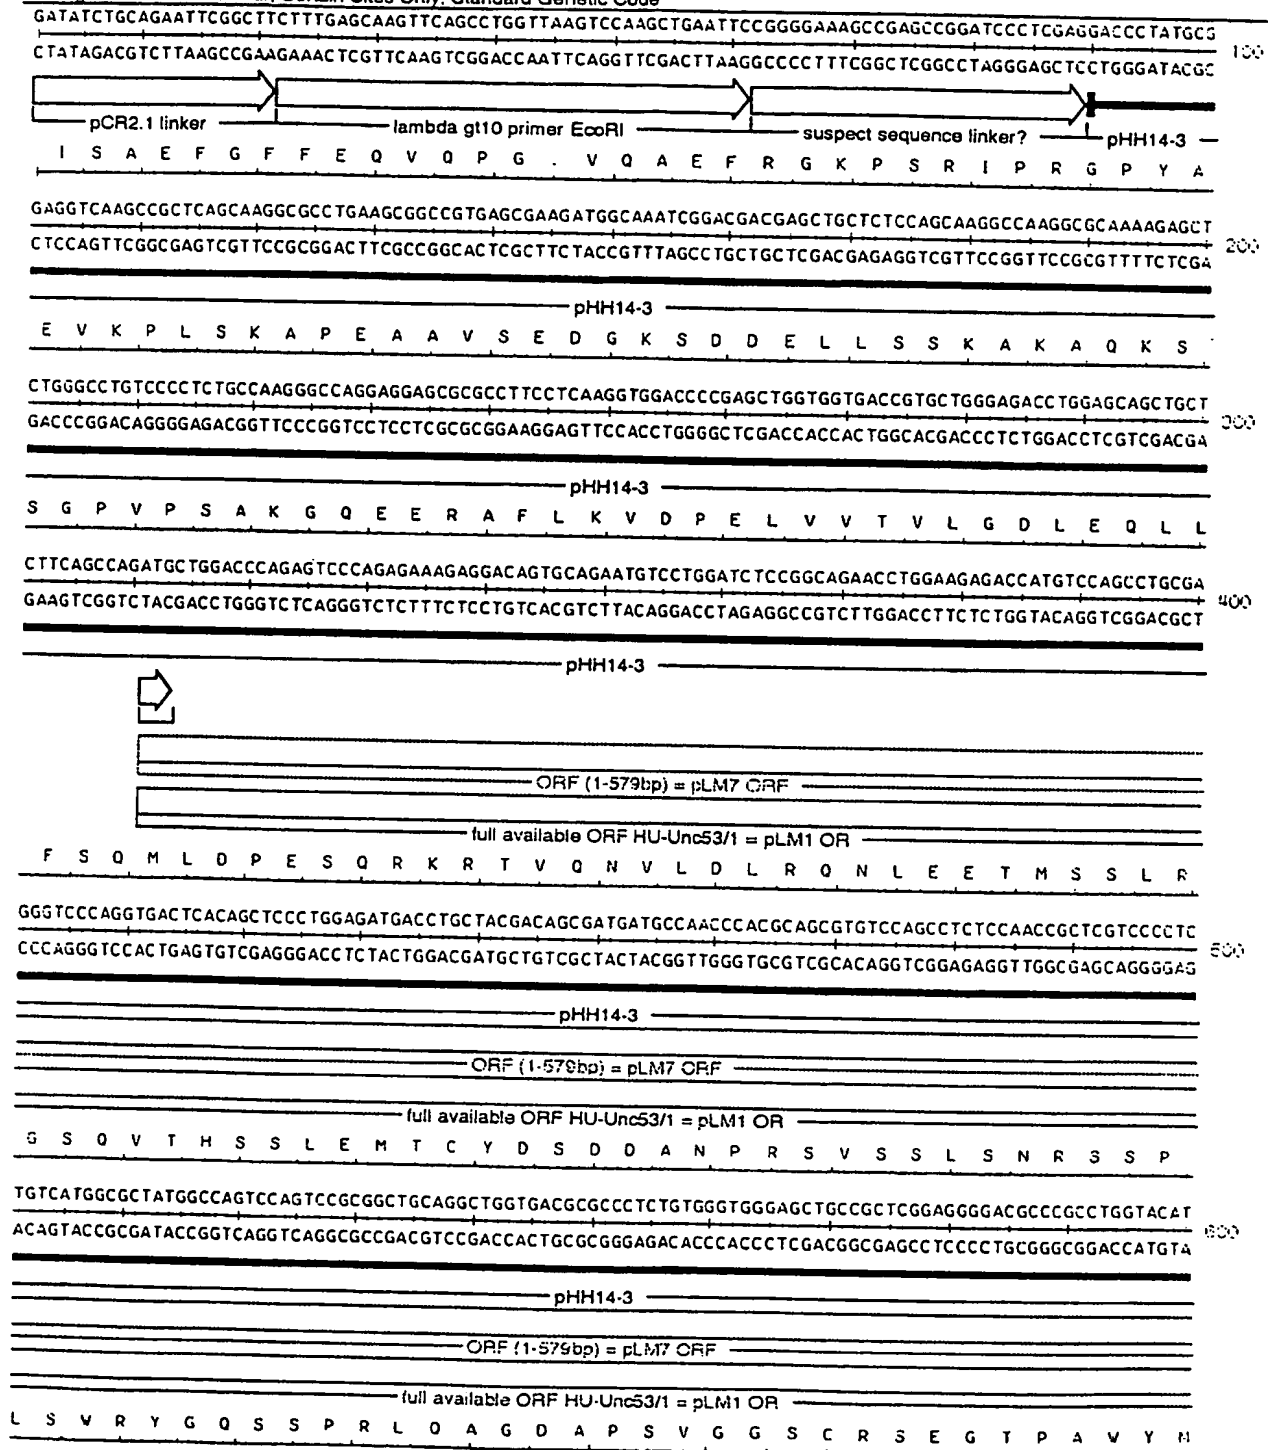 GATATCTGCAGAATTCGGCTTCTTTGAGCAAGTTCAGCCTGGTTAAGTCCAAGCTGAATTCCGGGGAAAGCCGAGCCGGATCCCTCGAGGACCCTATGCG
CTATAGACGTCTTAAGCCGAAGAAACTCGTTCAAGTCGGACCAATTCAGGTTCGACTTAAGGCCCCTTTCGGCTCGGCCTAGGGAGCTCCTGGGATACGC
100
pCR2.1 linker
lambda gt10 primer EcoRI
suspect sequence linker?
pHH14-3
I S A E F G F F E Q V Q P G . V Q A E F R G K P S R I P R G P Y A
GAGGTCAAGCCGCTCAGCAAGGCGCCTGAAGCGGCCGTGAGCGAAGATGGCAAATCGGACGACGAGCTGCTCTCCAGCAAGGCCAAGGCGCAAAAGAGCT
CTCCAGTTCGGCGAGTCGTTCCGCGGACTTCGCCGGCACTCGCTTCTACCGTTTAGCCTGCTGCTCGACGAGAGGTCGTTCCGGTTCCGCGTTTTCTCGA
200
pHH14-3
E V K P L S K A P E A A V S E D G K S D D E L L S S K A K A Q K S
CTGGGCCTGTCCCCTCTGCCAAGGGCCAGGAGGAGCGCGCCTTCCTCAAGGTGGACCCCGAGCTGGTGGTGACCGTGCTGGGAGACCTGGAGCAGCTGCT
GACCCGGACAGGGGAGACGGTTCCCGGTCCTCCTCGCGCGGAAGGAGTTCCACCTGGGGCTCGACCACCACTGGCACGACCCTCTGGACCTCGTCGACGA
300
pHH14-3
S G P V P S A K G Q E E R A F L K V D P E L V V T V L G D L E Q L L
CTTCAGCCAGATGCTGGACCCAGAGTCCCAGAGAAAGAGGACAGTGCAGAATGTCCTGGATCTCCGGCAGAACCTGGAAGAGACCATGTCCAGCCTGCGA
GAAGTCGGTCTACGACCTGGGTCTCAGGGTCTCTTTCTCCTGTCACGTCTTACAGGACCTAGAGGCCGTCTTGGACCTTCTCTGGTACAGGTCGGACGCT
400
pHH14-3
ORF (1-579bp) = pLM7 ORF
full available ORF HU-Unc53/1 = pLM1 OR
F S Q M L D P E S Q R K R T V Q N V L D L R Q N L E E T M S S L R
GGGTCCCAGGTGACTCACAGCTCCCTGGAGATGACCTGCTACGACAGCGATGATGCCAACCCACGCAGCGTGTCCAGCCTCTCCAACCGCTCGTCCCCTC
CCCAGGGTCCACTGAGTGTCGAGGGACCTCTACTGGACGATGCTGTCGCTACTACGGTTGGGTGCGTCGCACAGGTCGGAGAGGTTGGCGAGCAGGGGAG
500
pHH14-3
ORF (1-579bp) = pLM7 ORF
full available ORF HU-Unc53/1 = pLM1 OR
G S Q V T H S S L E M T C Y D S D D A N P R S V S S L S N R S S P
TGTCATGGCGCTATGGCCAGTCCAGTCCGCGGCTGCAGGCTGGTGACGCGCCCTCTGTGGGTGGGAGCTGCCGCTCGGAGGGGACGCCCGCCTGGTACAT
ACAGTACCGCGATACCGGTCAGGTCAGGCGCCGACGTCCGACCACTGCGCGGGAGACACCCACCCTCGACGGCGAGCCTCCCCTGCGGGCGGACCATGTA
600
pHH14-3
ORF (1-579bp) = pLM7 ORF
full available ORF HU-Unc53/1 = pLM1 OR
L S W R Y G Q S S P R L Q A G D A P S V G G S C R S E G T P A W Y M